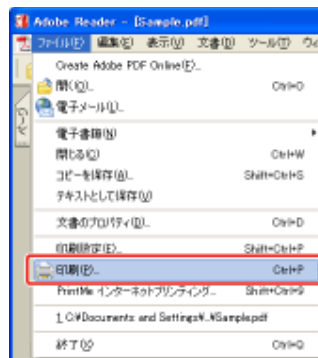 Adobe Reader - [Sample.pdf]
ファイル(F) 編集(E) 表示(V) 文書(D) ツール(T) ウィ
Create Adobe PDF Online(F)...
開く(O)... Ctrl+O
電子メール(L)...
電子書籍(N)
閉じる(C) Ctrl+W
コピーを保存(A)... Shift+Ctrl+S
テキストとして保存(V)
文書のプロパティ(D)... Ctrl+D
印刷設定(E)... Shift+Ctrl+P
印刷(P)... Ctrl+P
PrintMe インターネットプリンティング... Shift+Ctrl+9
1 C:¥Documents and Settings¥..¥Sample.pdf
終了(X) Ctrl+Q